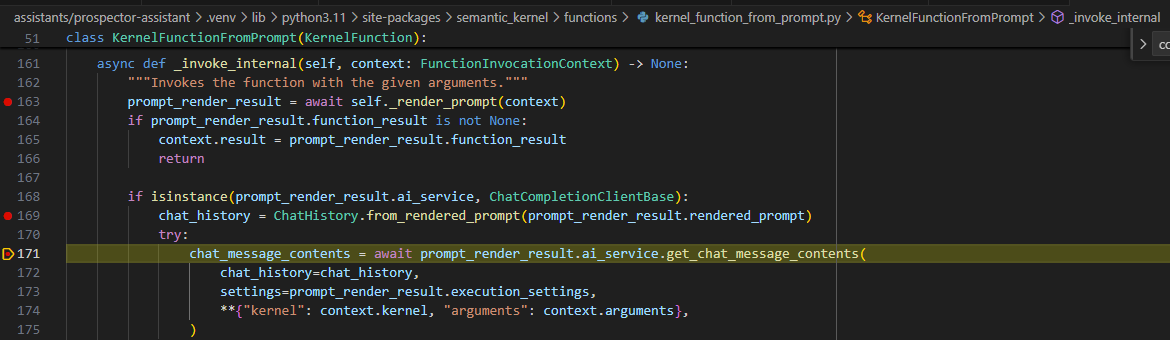 assistants/prospector-assistant > .venv > lib > python3.11 > site-packages > semantic_kernel > functions > kernel_function_from_prompt.py > KernelFunctionFromPrompt > _invoke_internal
51 class KernelFunctionFromPrompt(KernelFunction):
> co
161 async def _invoke_internal(self, context: FunctionInvocationContext) -> None:
162 """Invokes the function with the given arguments."""
163 prompt_render_result = await self._render_prompt(context)
164 if prompt_render_result.function_result is not None:
165 context.result = prompt_render_result.function_result
166 return
167
168 if isinstance(prompt_render_result.ai_service, ChatCompletionClientBase):
169 chat_history = ChatHistory.from_rendered_prompt(prompt_render_result.rendered_prompt)
170 try:
171 chat_message_contents = await prompt_render_result.ai_service.get_chat_message_contents(
172 chat_history=chat_history,
173 settings=prompt_render_result.execution_settings,
174 **{"kernel": context.kernel, "arguments": context.arguments},
175 )